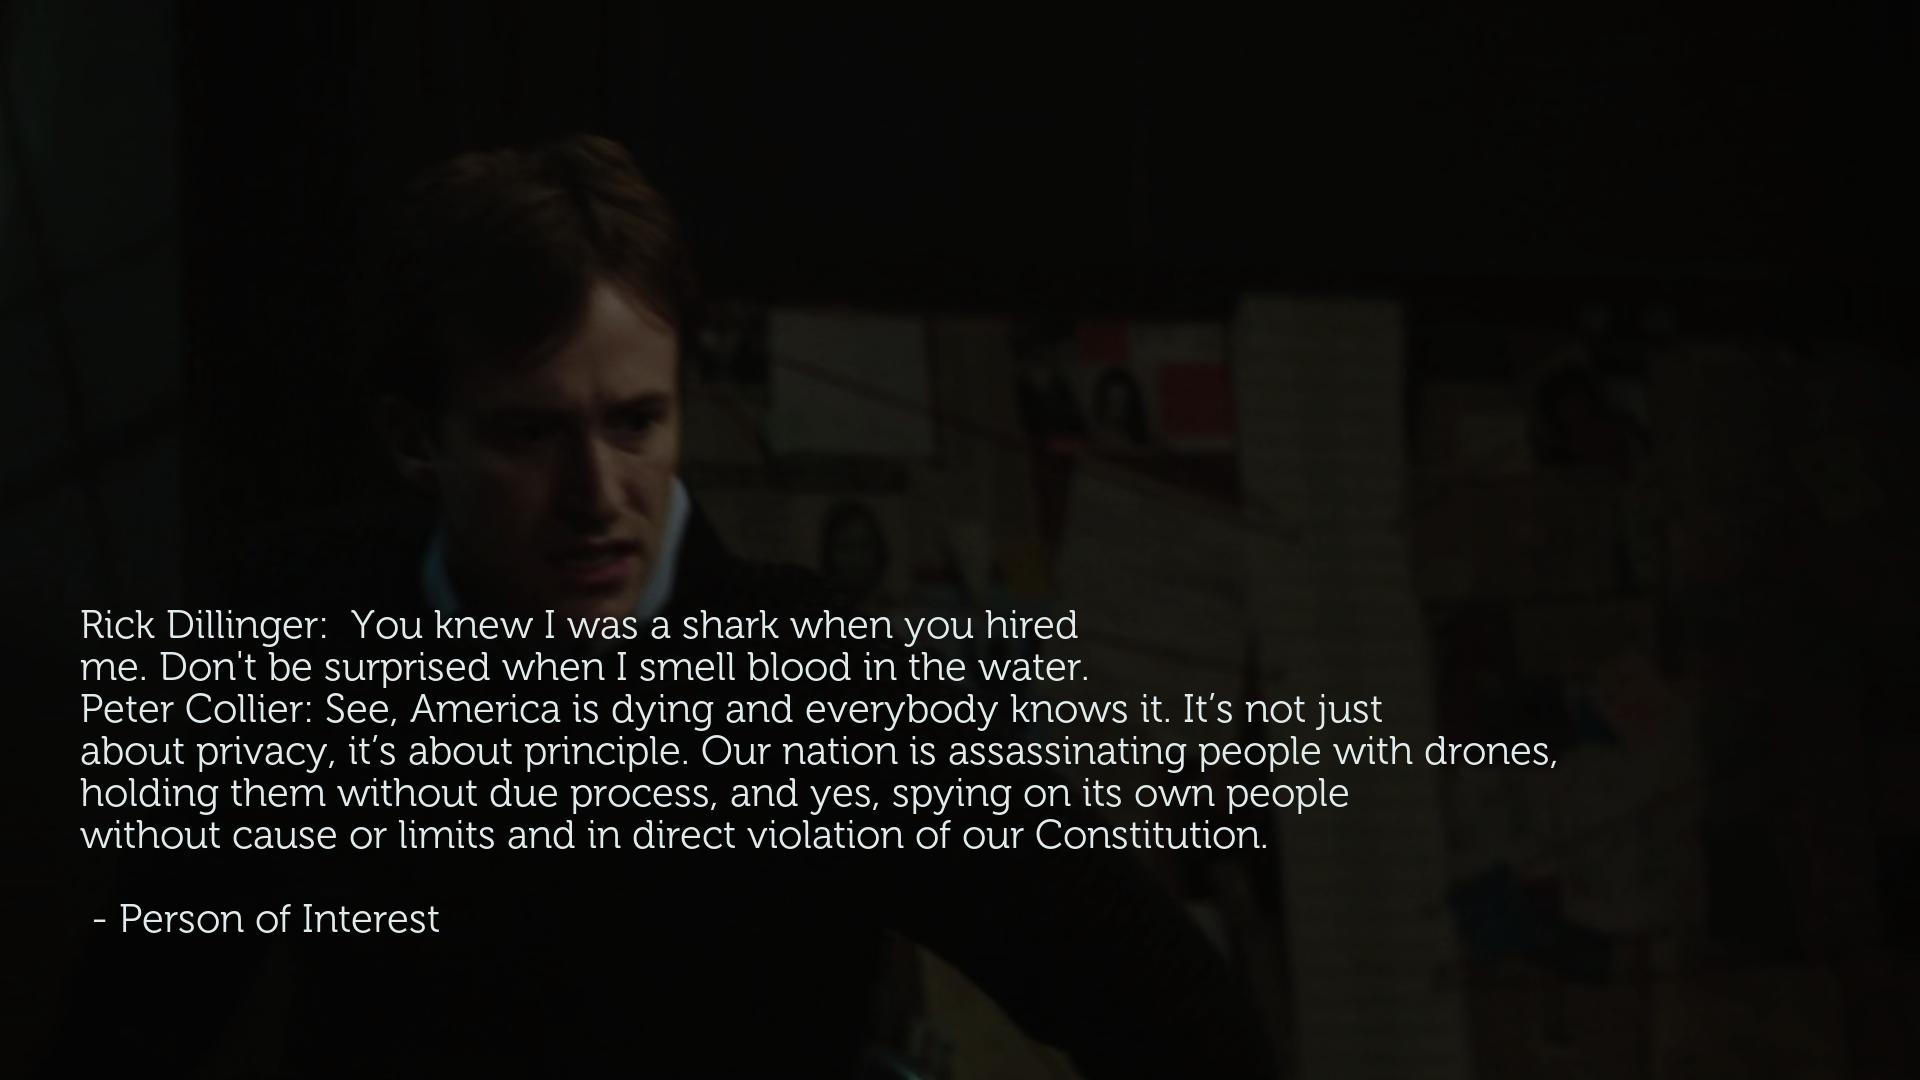 Rick Dillinger:  You knew I was a shark when you hired
me. Don't be surprised when I smell blood in the water.
Peter Collier: See, America is dying and everybody knows it. It’s not just
about privacy, it’s about principle. Our nation is assassinating people with drones,
holding them without due process, and yes, spying on its own people
without cause or limits and in direct violation of our Constitution.
- Person of Interest